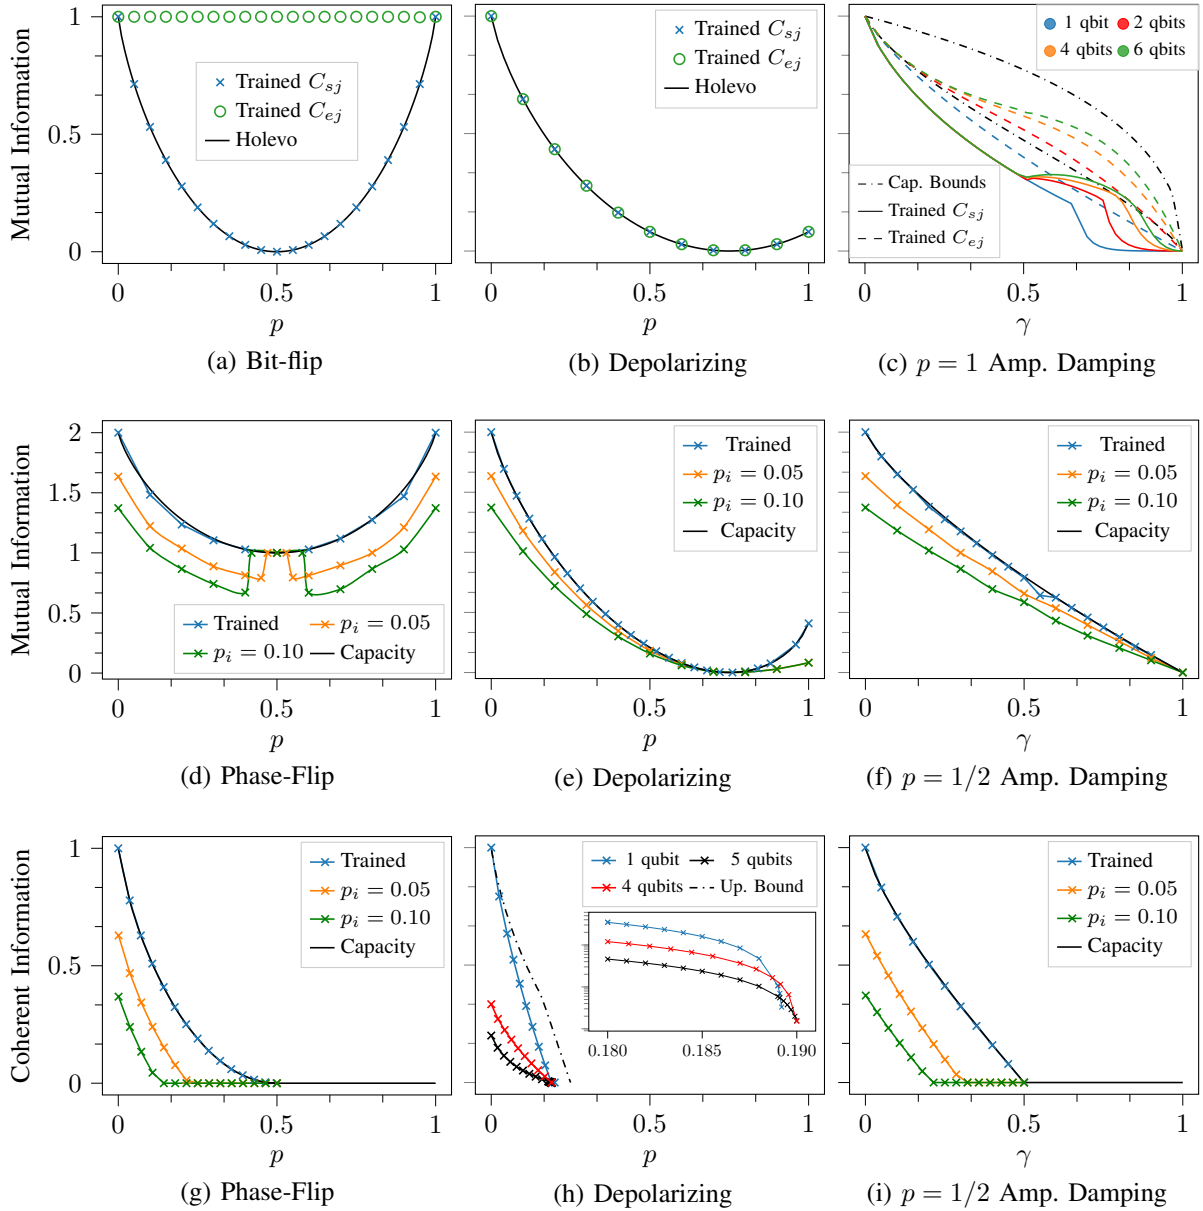 Mutual Information
1
0.5
0
Trained C_sj
Trained C_ej
Holevo
0 0.5 1
p
(a) Bit-flip
Trained C_sj
Trained C_ej
Holevo
0 0.5 1
p
(b) Depolarizing
1 qbit 2 qbits
4 qbits 6 qbits
Cap. Bounds
Trained C_sj
Trained C_ej
0 0.5 1
γ
(c) p = 1 Amp. Damping
Mutual Information
2
1.5
1
0.5
0
Trained p_i = 0.05
p_i = 0.10 Capacity
0 0.5 1
p
(d) Phase-Flip
Trained
p_i = 0.05
p_i = 0.10
Capacity
0 0.5 1
p
(e) Depolarizing
Trained
p_i = 0.05
p_i = 0.10
Capacity
0 0.5 1
γ
(f) p = 1/2 Amp. Damping
Coherent Information
1
0.5
0
Trained
p_i = 0.05
p_i = 0.10
Capacity
0 0.5 1
p
(g) Phase-Flip
1 qubit 5 qubits
4 qubits Up. Bound
0.180 0.185 0.190
0 0.5 1
p
(h) Depolarizing
Trained
p_i = 0.05
p_i = 0.10
Capacity
0 0.5 1
γ
(i) p = 1/2 Amp. Damping